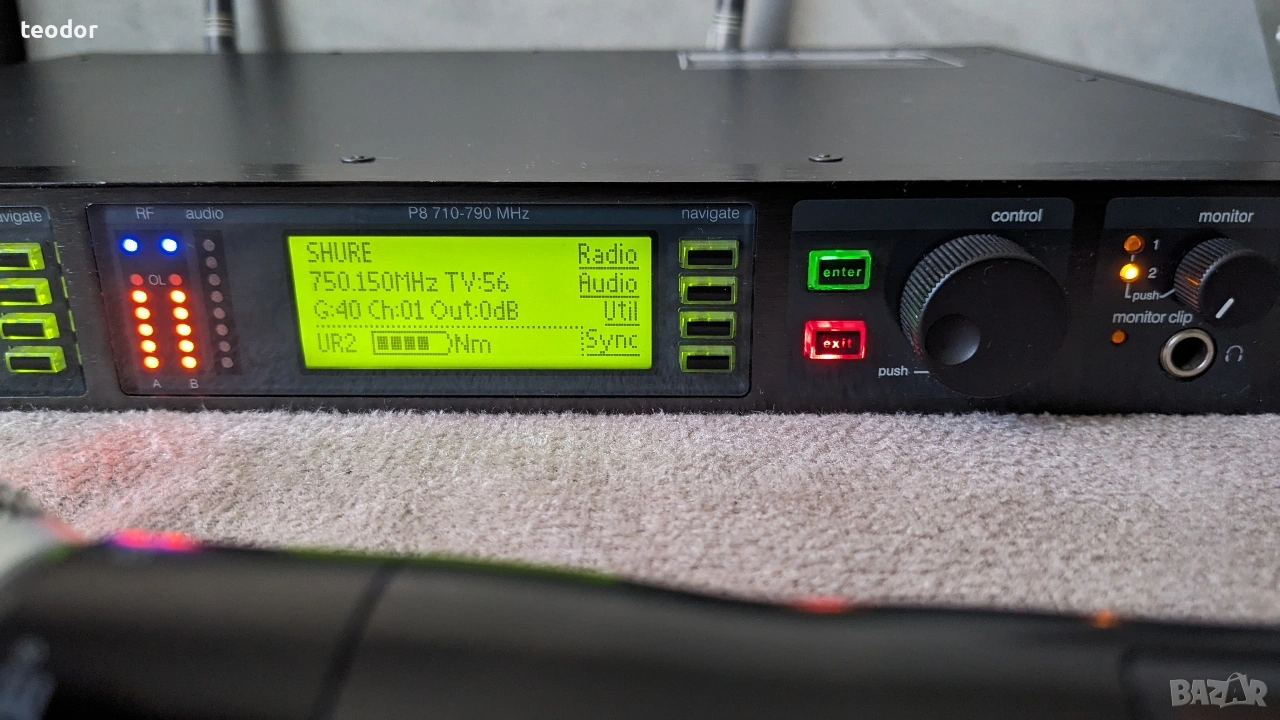 teodor
navigate
RF audio P8 710-790 MHz navigate
OL
A B
SHURE Radio
750.150MHz TV:56 Audio
G:40 Ch:01 Out:0dB Util
UR2 Nm Sync
enter
exit
control
push
monitor
1
2
push
monitor clip
BAZAR